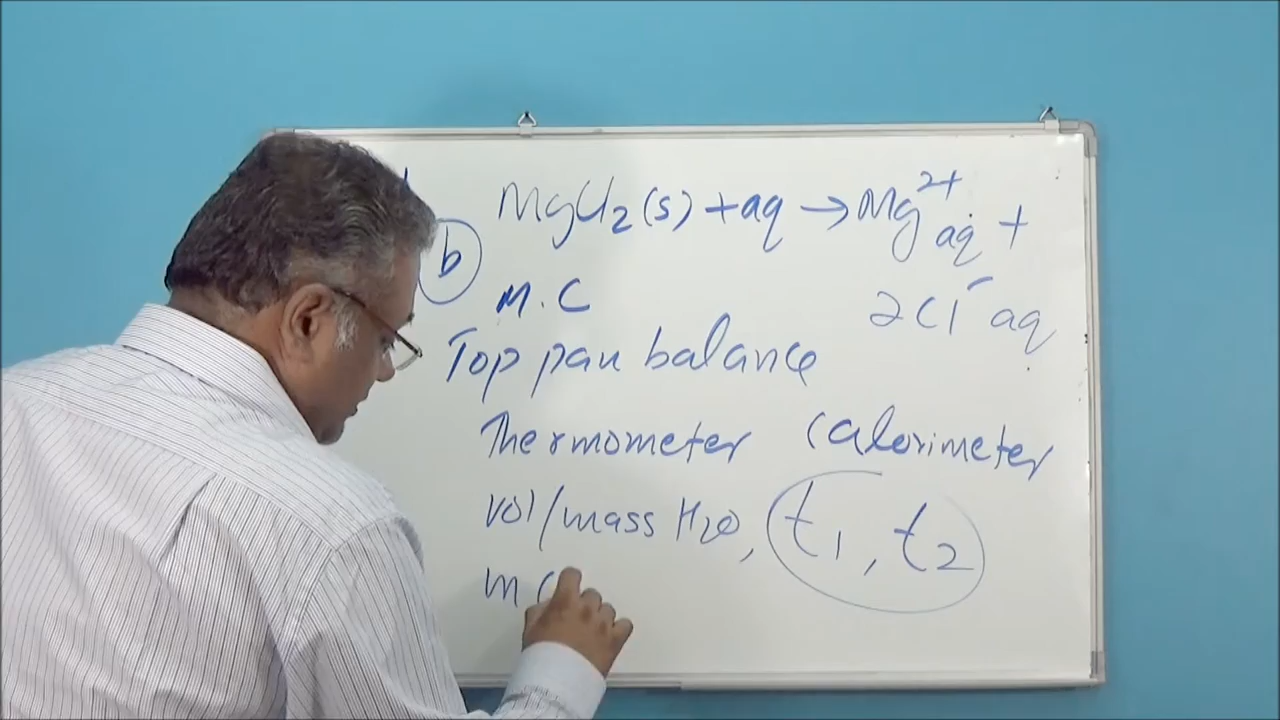 MgCl₂(s) + aq → Mg²⁺ aq +
b
2Cl⁻ aq
M.C
Top pan balance
Thermometer Calorimeter
vol/mass H₂O, t₁, t₂
m (